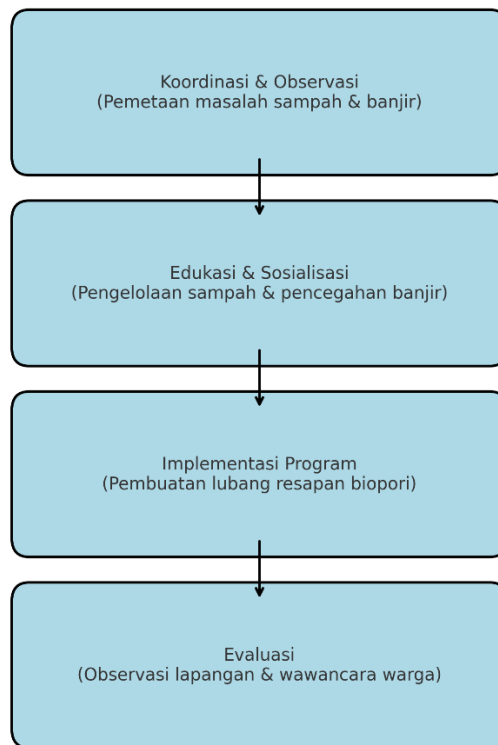 Koordinasi & Observasi
(Pemetaan masalah sampah & banjir)
Edukasi & Sosialisasi
(Pengelolaan sampah & pencegahan banjir)
Implementasi Program
(Pembuatan lubang resapan biopori)
Evaluasi
(Observasi lapangan & wawancara warga)